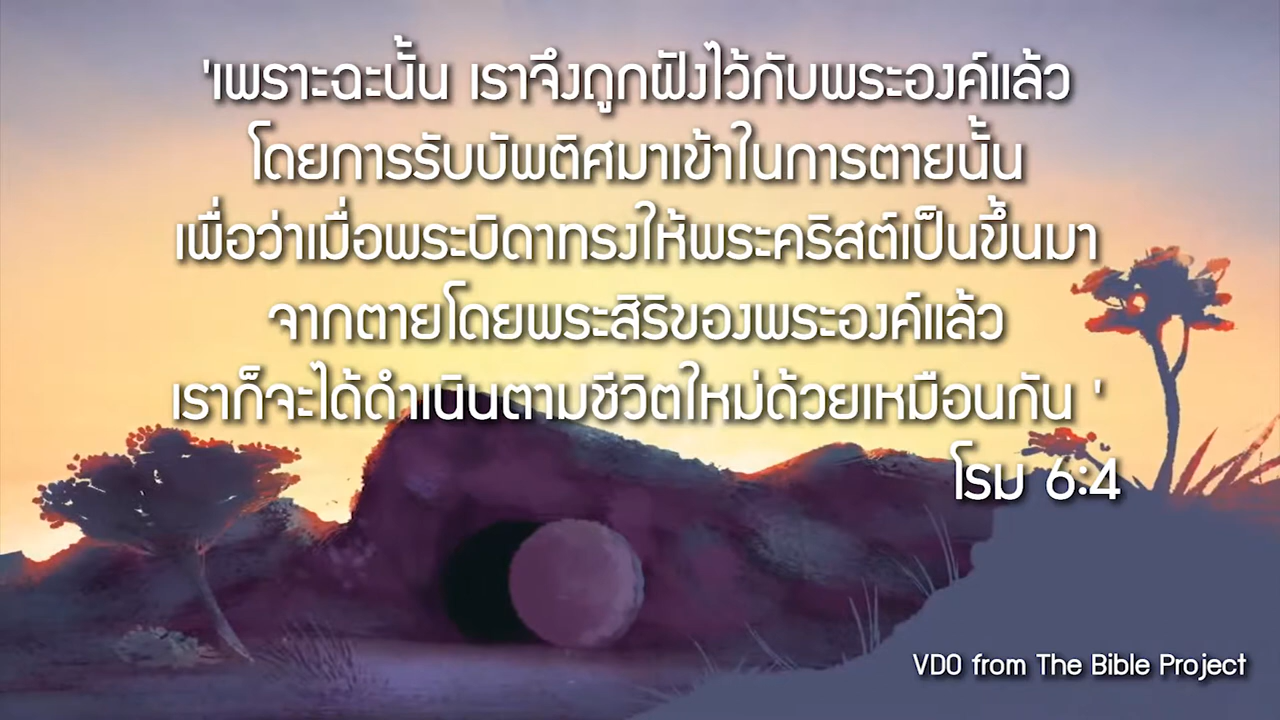 'เพราะฉะนั้น เราจึงถูกฝังไว้กับพระองค์แล้ว
โดยการรับบัพติศมาเข้าในการตายนั้น
เพื่อว่าเมื่อพระบิดาทรงให้พระคริสต์เป็นขึ้นมา
จากตายโดยพระสิริของพระองค์แล้ว
เราก็จะได้ดำเนินตามชีวิตใหม่ด้วยเหมือนกัน '
โรม 6:4
VDO from The Bible Project